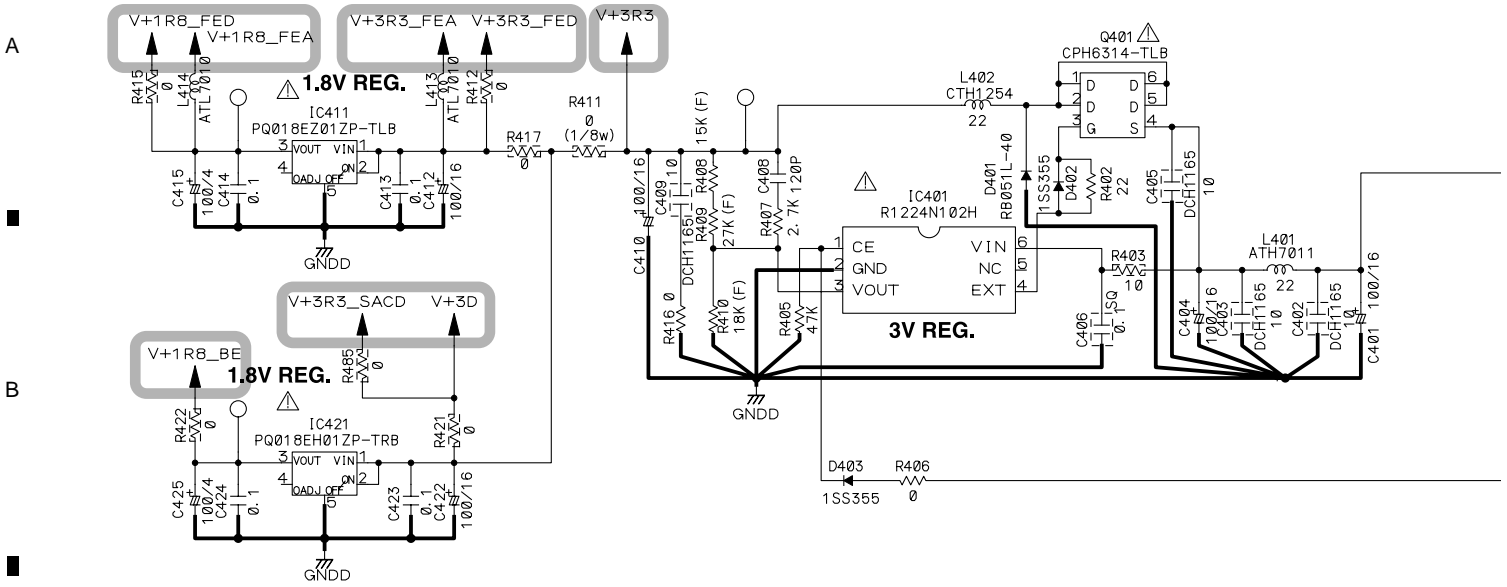 A
V+1R8_FED
V+1R8_FEA
V+3R3_FEA
V+3R3_FED
V+3R3
R415
0
L414
ATL7010
1.8V REG.
L413
ATL7010
R412
0
IC411
PQ018EZ01ZP-TLB
3 VOUT VIN 1
4 OADJ OFF ON 2
5
C415
100/4
C414
0.1
C413
0.1
C412
100/16
GNDD
R417
0
R411
0
(1/8w)
C410
100/16
C409
10
DCH1165
R408
15K(F)
R409
27K(F)
C408
120P
R407
2.7K
R416 0
R410
18K(F)
R405
47K
IC401
R1224N102H
1 CE VIN 6
2 GND NC 5
3 VOUT EXT 4
3V REG.
L402
CTH1254
22
Q401
CPH6314-TLB
1 D D 6
2 D D 5
3 G S 4
D401
RB051L-40
1SS355
D402
R402
22
C405
DCH1165
10
R403
10
C406
0.1
SQ
L401
ATH7011
22
C404
100/16
C403
DCH1165
10
C402
DCH1165
10
C401
100/16
GNDD
B
V+1R8_BE
V+3R3_SACD
V+3D
1.8V REG.
R485
0
R422
0
R421
0
IC421
PQ018EH01ZP-TRB
3 VOUT VIN 1
4 OADJ OFF ON 2
5
C425
100/4
C424
0.1
C423
0.1
C422
100/16
GNDD
D403
1SS355
R406
0